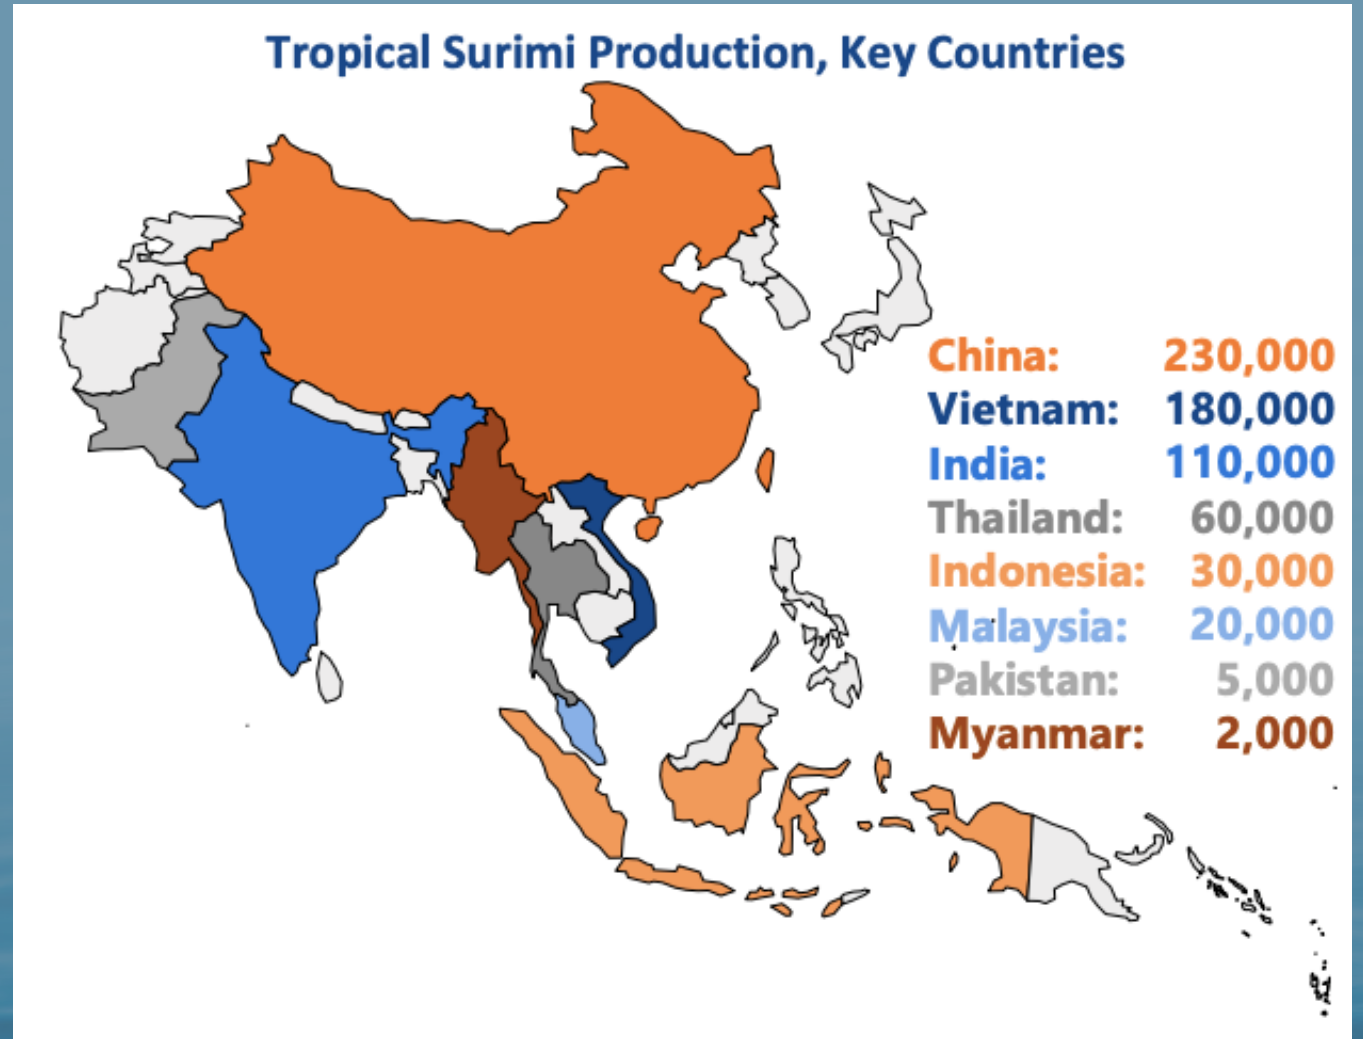 Tropical Surimi Production, Key Countries
China: 230,000
Vietnam: 180,000
India: 110,000
Thailand: 60,000
Indonesia: 30,000
Malaysia: 20,000
Pakistan: 5,000
Myanmar: 2,000